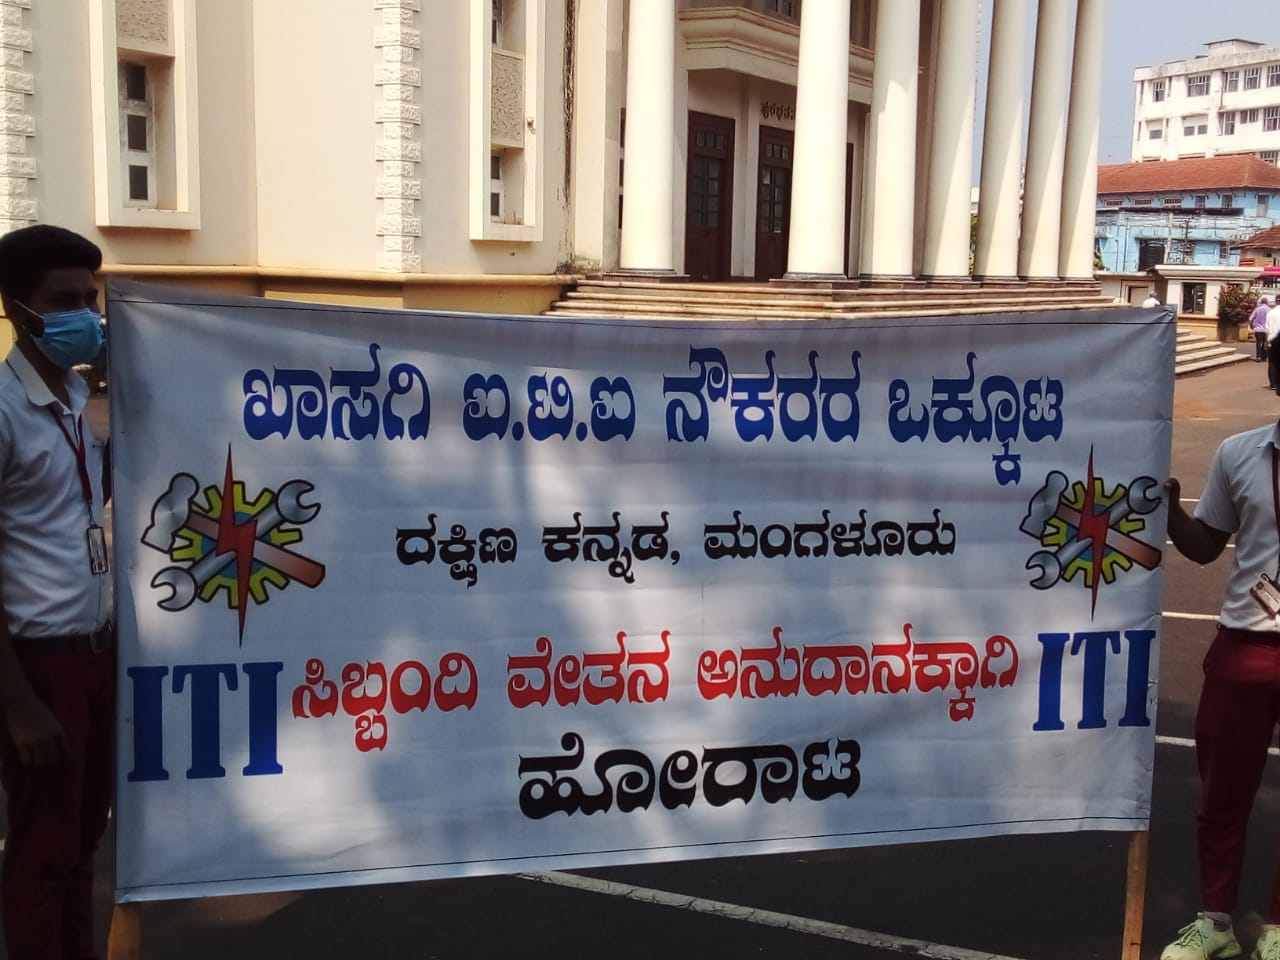 ಖಾಸಗಿ ಐ.ಟಿ.ಐ ನೌಕರರ ಒಕ್ಕೂಟ
ದಕ್ಷಿಣ ಕನ್ನಡ, ಮಂಗಳೂರು
ITI ಸಿಬ್ಬಂದಿ ವೇತನ ಅನುದಾನಕ್ಕಾಗಿ ITI
ಹೋರಾಟ